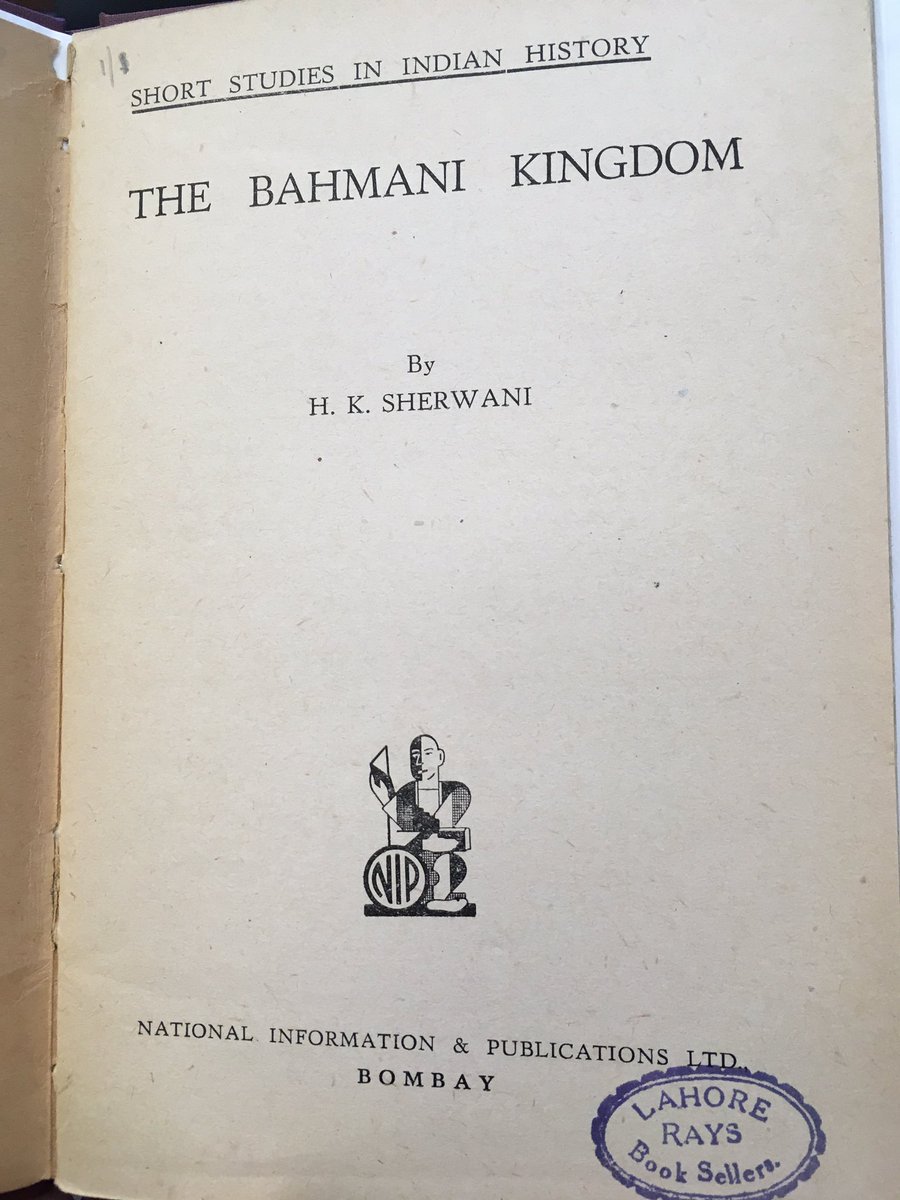 SHORT STUDIES IN INDIAN HISTORY
THE BAHMANI KINGDOM
By
H. K. SHERWANI
NIP
NATIONAL INFORMATION & PUBLICATIONS LTD.,
BOMBAY
LAHORE
RAYS
Book Sellers.